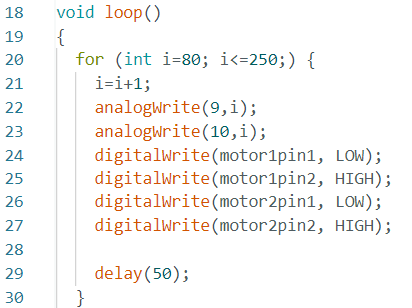 18 void loop()
19 {
20 for (int i=80; i<=250;) {
21 i=i+1;
22 analogWrite(9,i);
23 analogWrite(10,i);
24 digitalWrite(motor1pin1, LOW);
25 digitalWrite(motor1pin2, HIGH);
26 digitalWrite(motor2pin1, LOW);
27 digitalWrite(motor2pin2, HIGH);
28
29 delay(50);
30 }